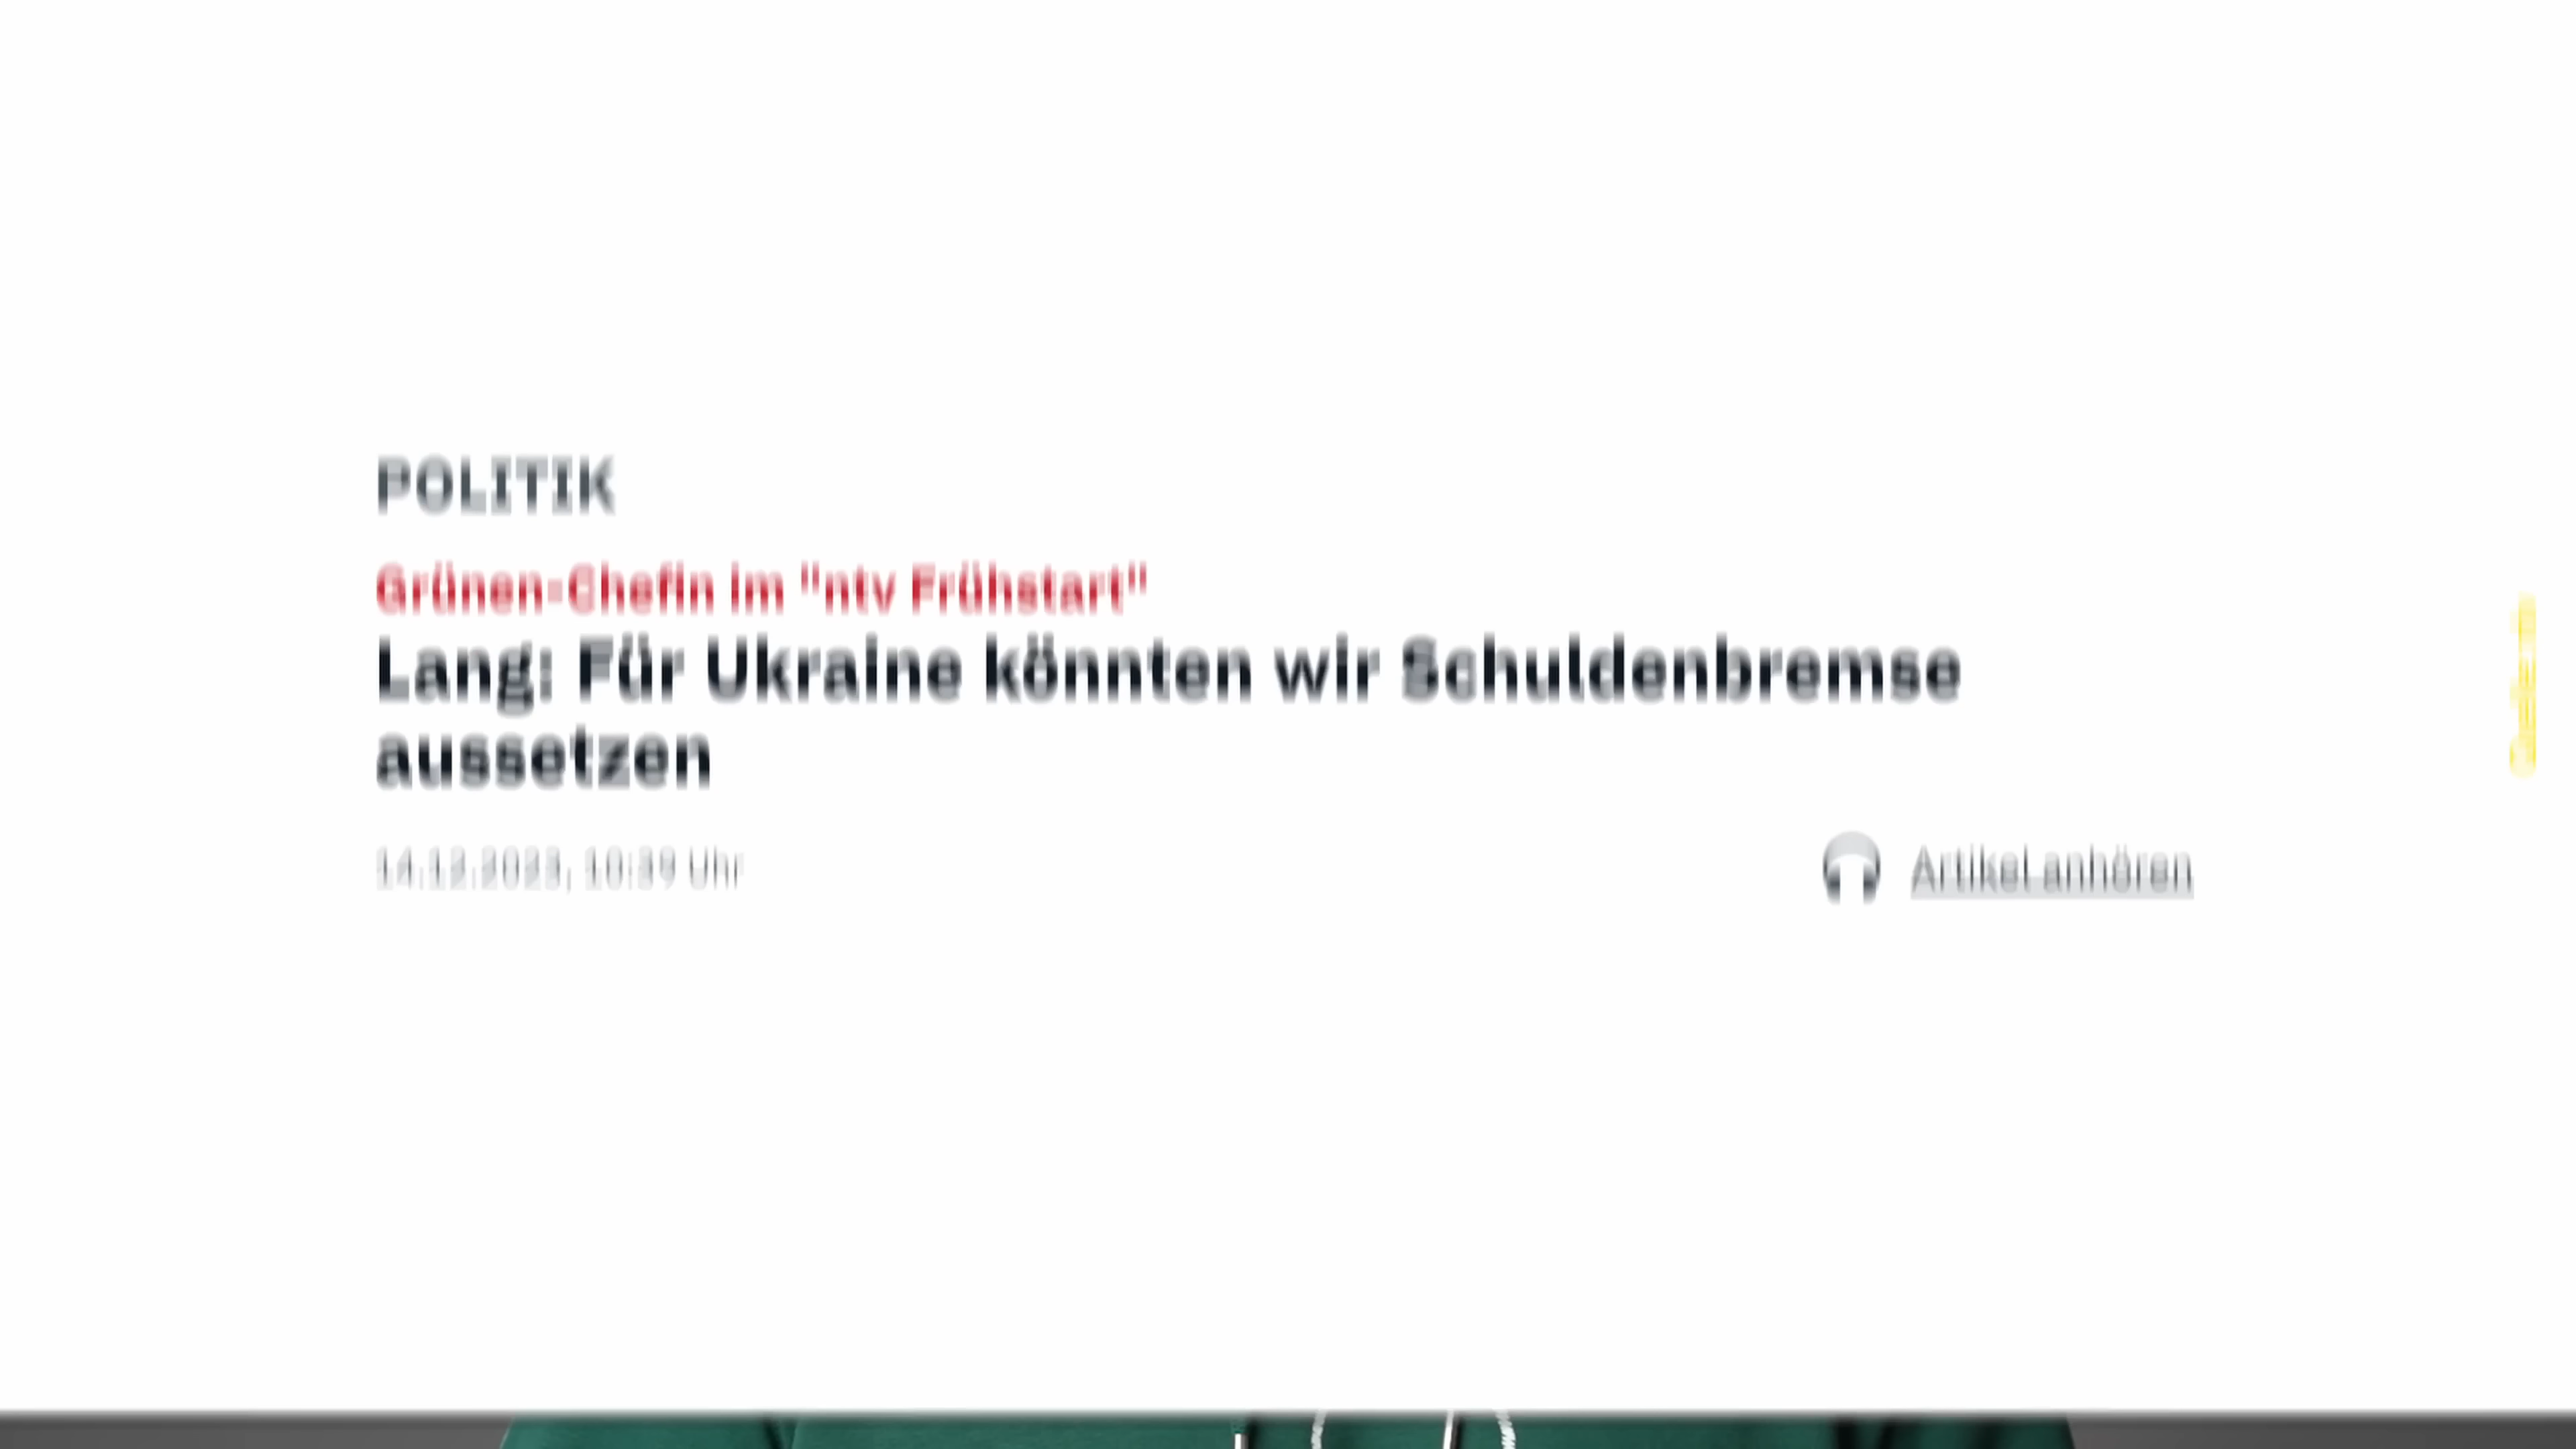 POLITIK
Grünen-Chefin im "ntv Frühstart"
Lang: Für Ukraine könnten wir Schuldenbremse
aussetzen
14.12.2023, 10:39 Uhr
Artikel anhören